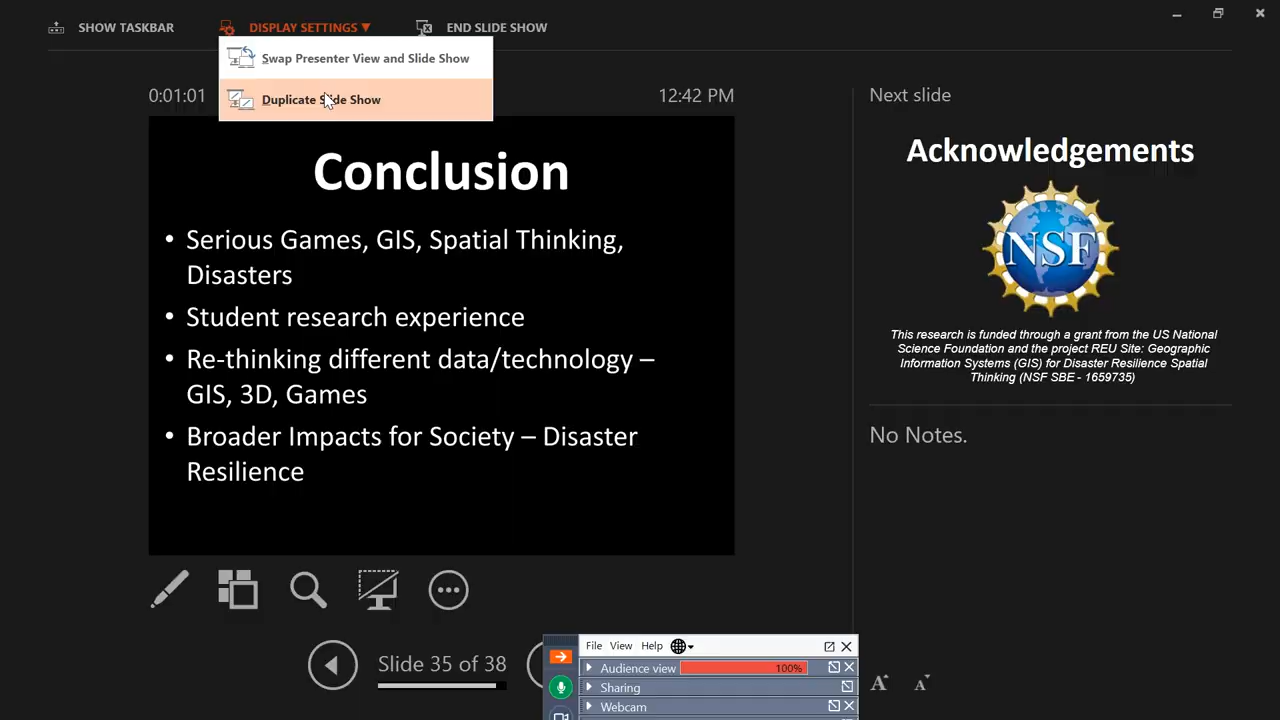 SHOW TASKBAR
DISPLAY SETTINGS ▼
END SLIDE SHOW
Swap Presenter View and Slide Show
Duplicate Slide Show
0:01:01
12:42 PM
Conclusion
• Serious Games, GIS, Spatial Thinking,
Disasters
• Student research experience
• Re-thinking different data/technology –
GIS, 3D, Games
• Broader Impacts for Society – Disaster
Resilience
Slide 35 of 38
Next slide
Acknowledgements
NSF
This research is funded through a grant from the US National
Science Foundation and the project REU Site: Geographic
Information Systems (GIS) for Disaster Resilience Spatial
Thinking (NSF SBE - 1659735)
No Notes.
File View Help
Audience view 100%
Sharing
Webcam
A A